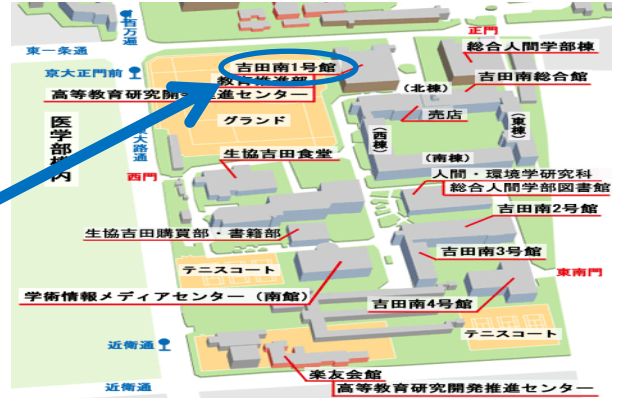 百万遍
正門
東一条通
総合人間学部棟
吉田南1号館
京大正門前
教育推進部
吉田南総合館
(北棟)
高等教育研究開発推進センター
売店
(東棟)
グランド
医学部構内
(西棟)
東大路通
生協吉田食堂
(南棟)
西門
人間・環境学研究科
総合人間学部図書館
吉田南2号館
生協吉田購買部・書籍部
吉田南3号館
テニスコート
東南門
学術情報メディアセンター (南館)
吉田南4号館
テニスコート
近衛通
楽友会館
近衛通
高等教育研究開発推進センター